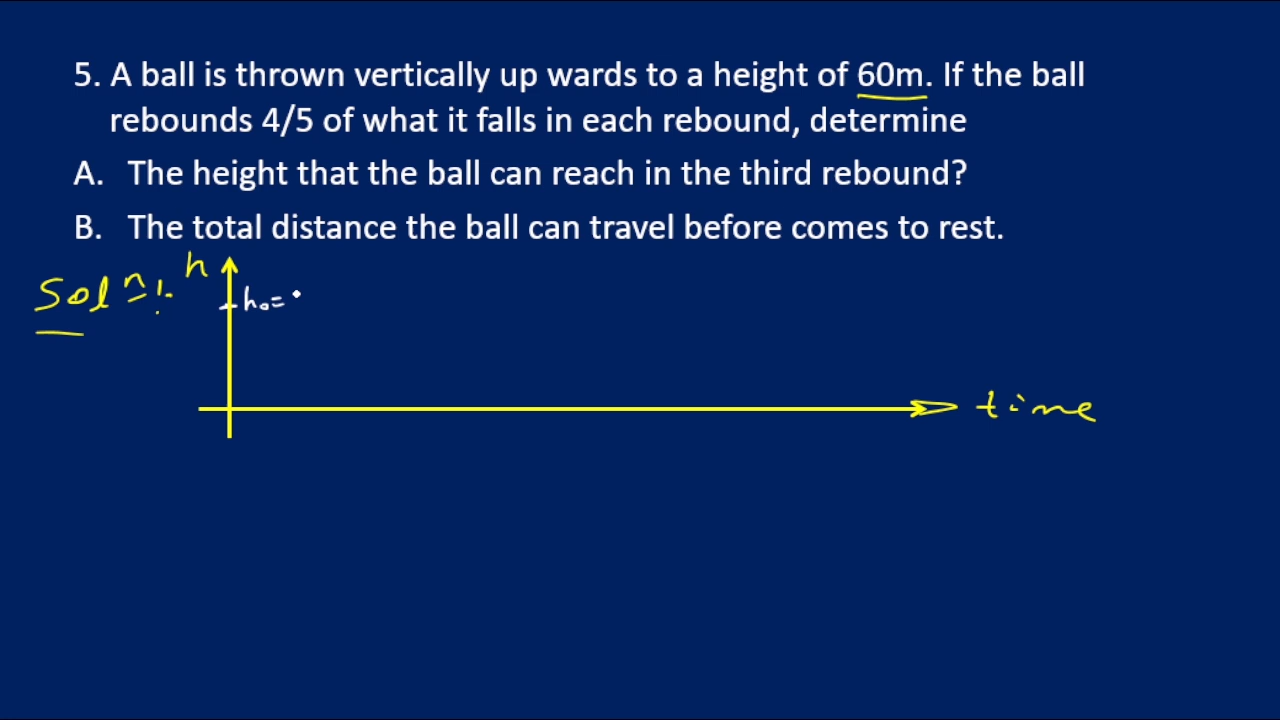 5. A ball is thrown vertically up wards to a height of 60m. If the ball
rebounds 4/5 of what it falls in each rebound, determine
A. The height that the ball can reach in the third rebound?
B. The total distance the ball can travel before comes to rest.
Solⁿ:
h
h₀=
time